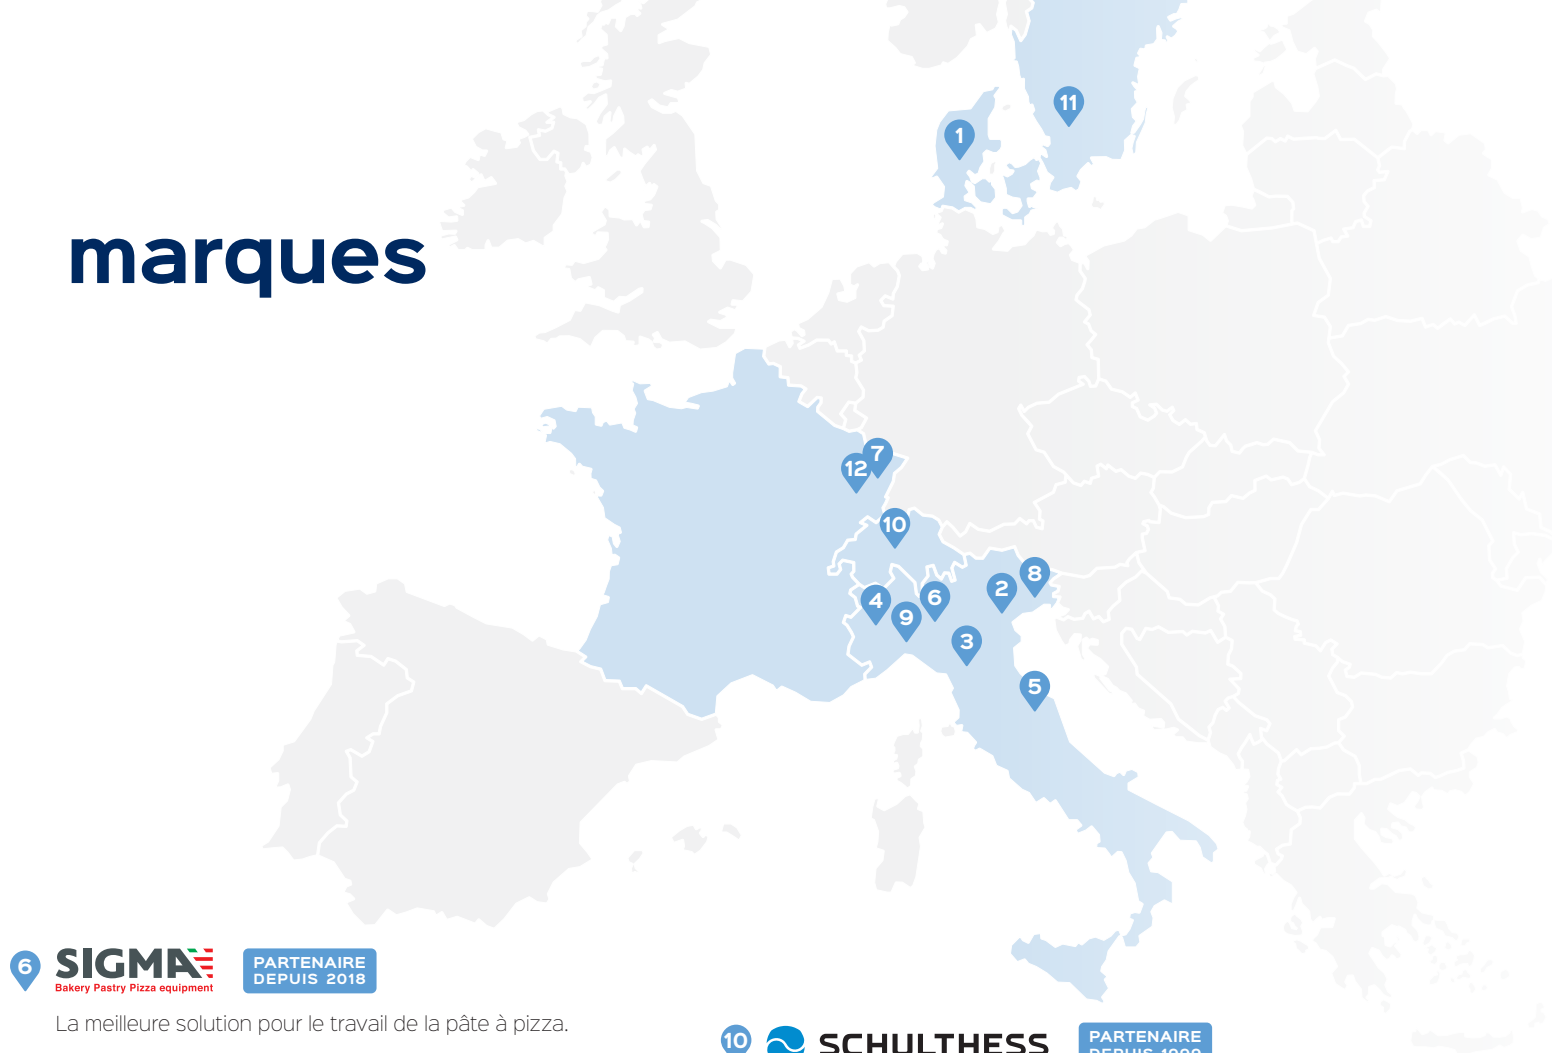 marques
11
1
7
12
10
8
2
6
4
9
3
5
6
SIGMA
Bakery Pastry Pizza equipment
PARTENAIRE
DEPUIS 2018
La meilleure solution pour le travail de la pâte à pizza.
10
SCHULTHESS
PARTENAIRE
DEPUIS